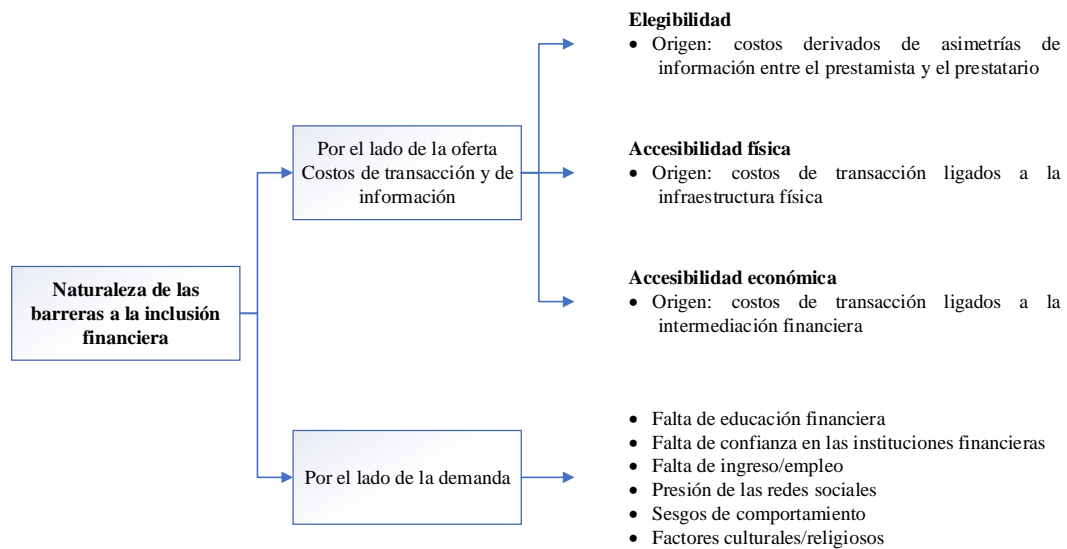 Naturaleza de las
barreras a la inclusión
financiera
Por el lado de la oferta
Costos de transacción y de
información
Elegibilidad
• Origen: costos derivados de asimetrías de
información entre el prestamista y el prestatario
Accesibilidad física
• Origen: costos de transacción ligados a la
infraestructura física
Accesibilidad económica
• Origen: costos de transacción ligados a la
intermediación financiera
Por el lado de la demanda
• Falta de educación financiera
• Falta de confianza en las instituciones financieras
• Falta de ingreso/empleo
• Presión de las redes sociales
• Sesgos de comportamiento
• Factores culturales/religiosos